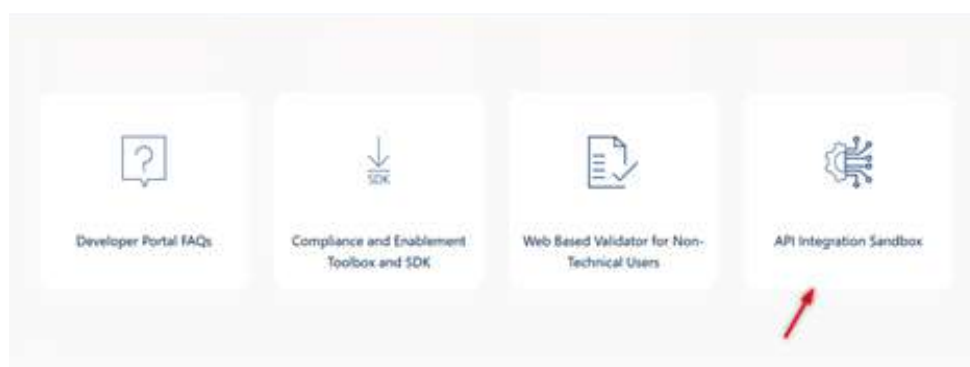 SDK
Developer Portal FAQs
Compliance and Enablement
Toolbox and SDK
Web Based Validator for Non-
Technical Users
API Integration Sandbox